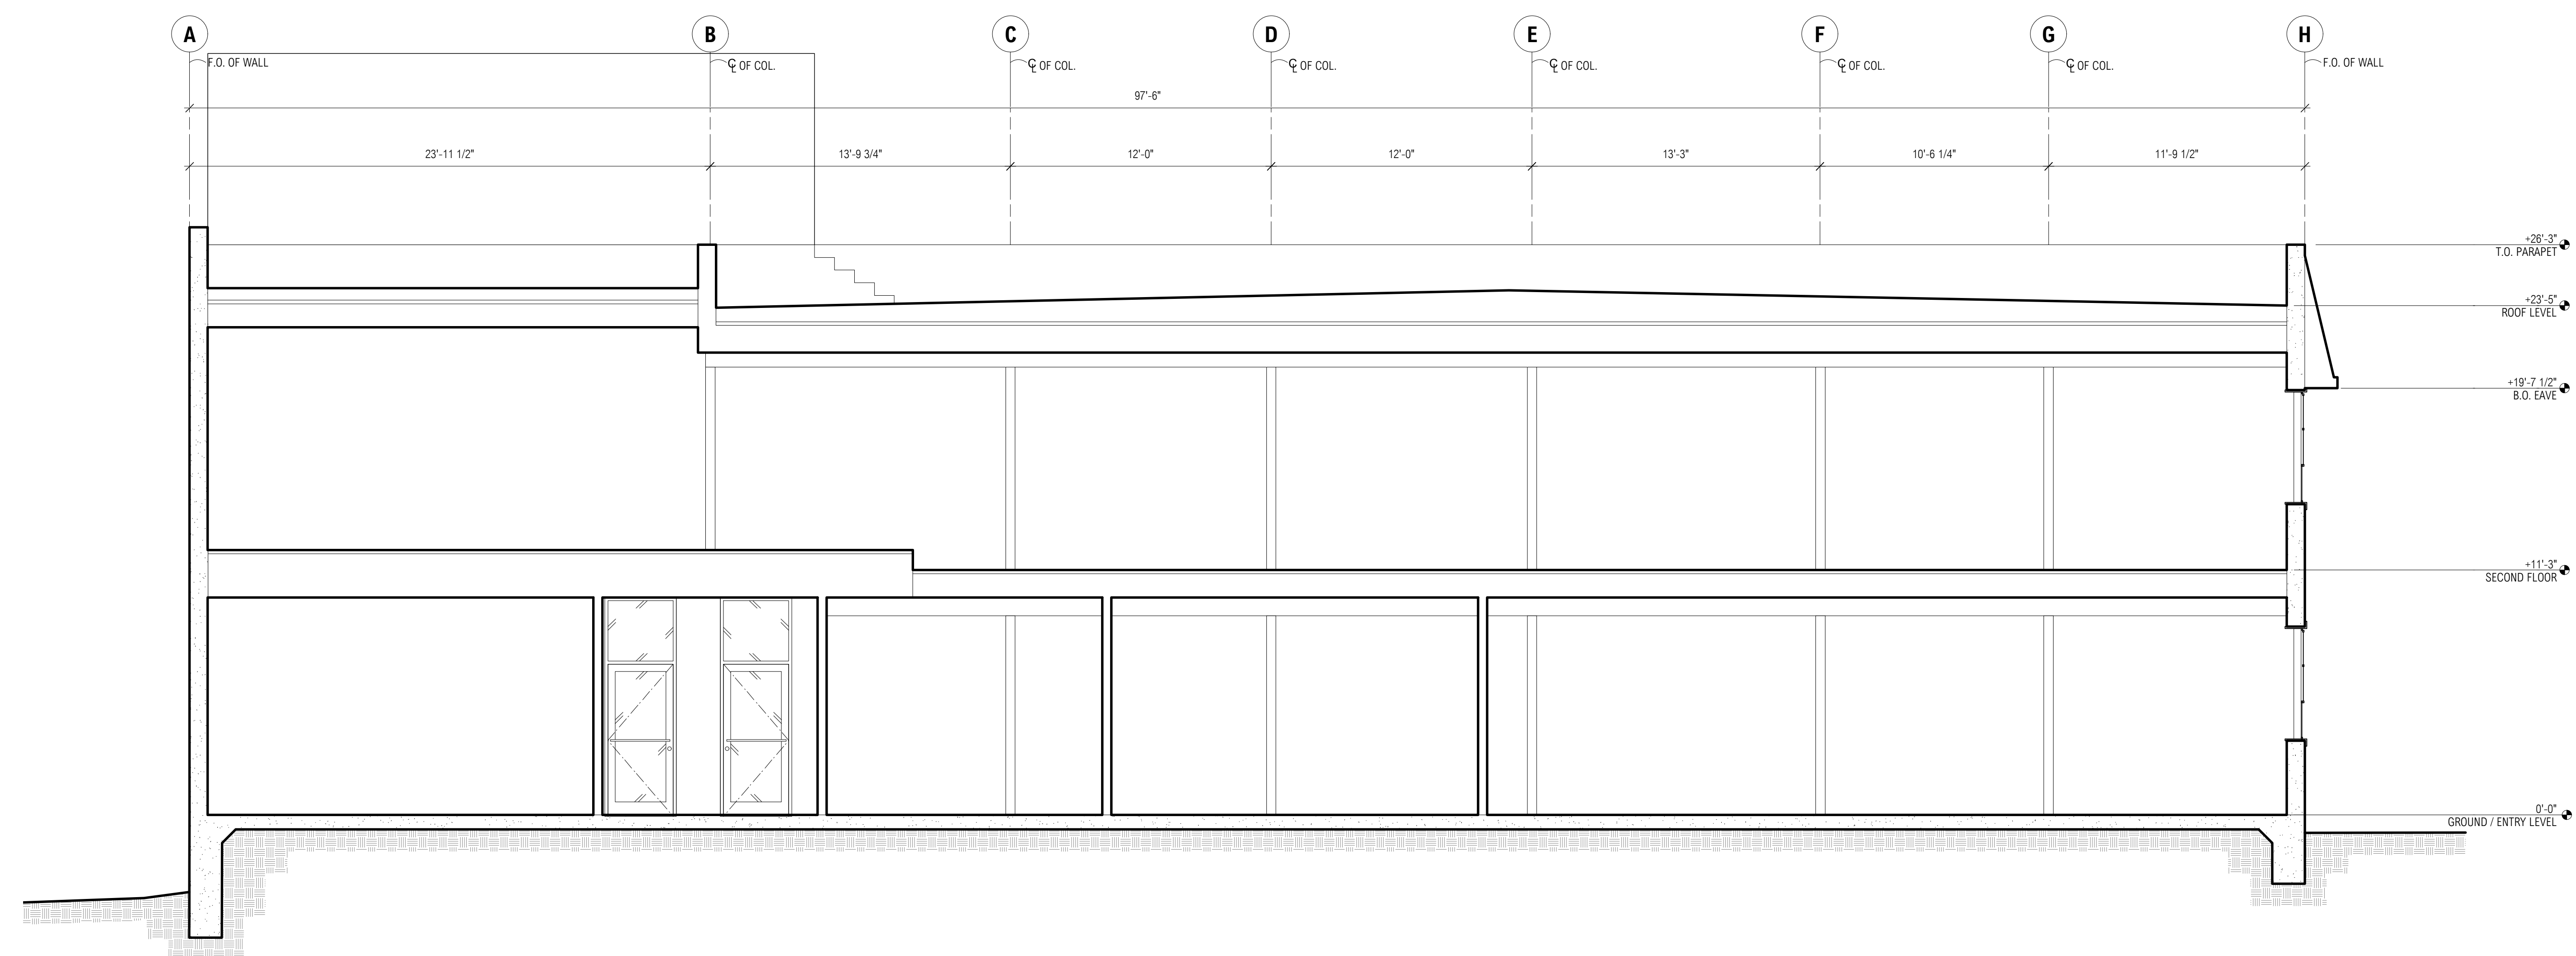 A B C D E F G H
F.O. OF WALL ℄ OF COL. ℄ OF COL. ℄ OF COL. ℄ OF COL. ℄ OF COL. ℄ OF COL. F.O. OF WALL
97'-6"
23'-11 1/2" 13'-9 3/4" 12'-0" 12'-0" 13'-3" 10'-6 1/4" 11'-9 1/2"
+26'-3"
T.O. PARAPET
+23'-5"
ROOF LEVEL
+19'-7 1/2"
B.O. EAVE
+11'-3"
SECOND FLOOR
0'-0"
GROUND / ENTRY LEVEL